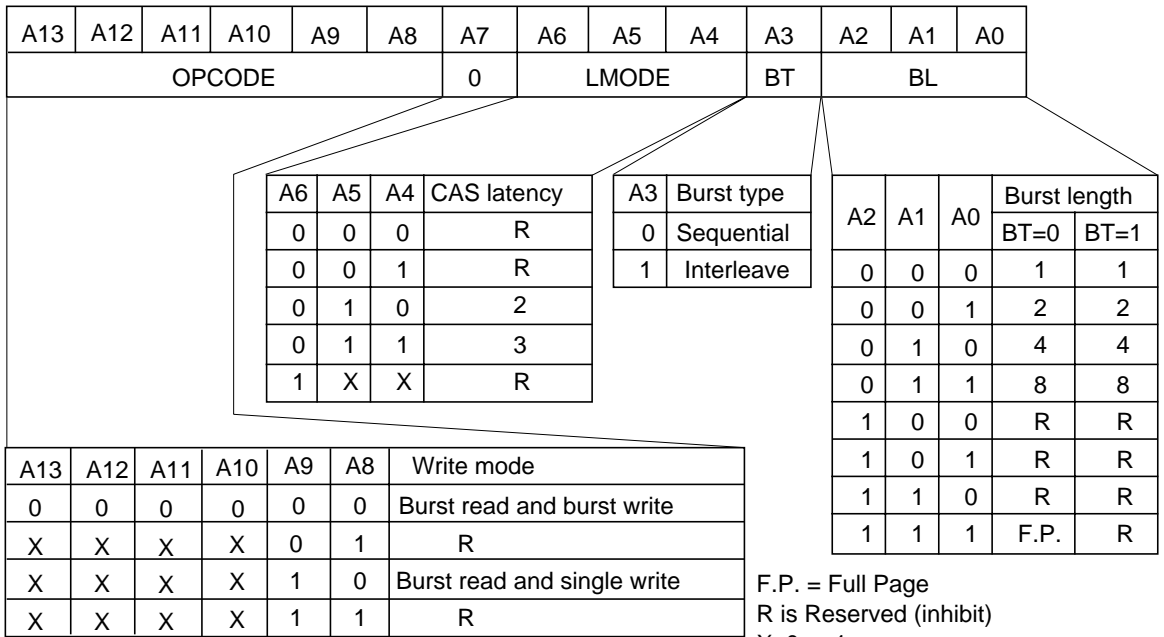 A13 A12 A11 A10 A9 A8 A7 A6 A5 A4 A3 A2 A1 A0
OPCODE 0 LMODE BT BL
A6 A5 A4 CAS latency
0 0 0 R
0 0 1 R
0 1 0 2
0 1 1 3
1 X X R
A3 Burst type
0 Sequential
1 Interleave
A2 A1 A0 Burst length
BT=0 BT=1
0 0 0 1 1
0 0 1 2 2
0 1 0 4 4
0 1 1 8 8
1 0 0 R R
1 0 1 R R
1 1 0 R R
1 1 1 F.P. R
A13 A12 A11 A10 A9 A8 Write mode
0 0 0 0 0 0 Burst read and burst write
X X X X 0 1 R
X X X X 1 0 Burst read and single write
X X X X 1 1 R
F.P. = Full Page
R is Reserved (inhibit)